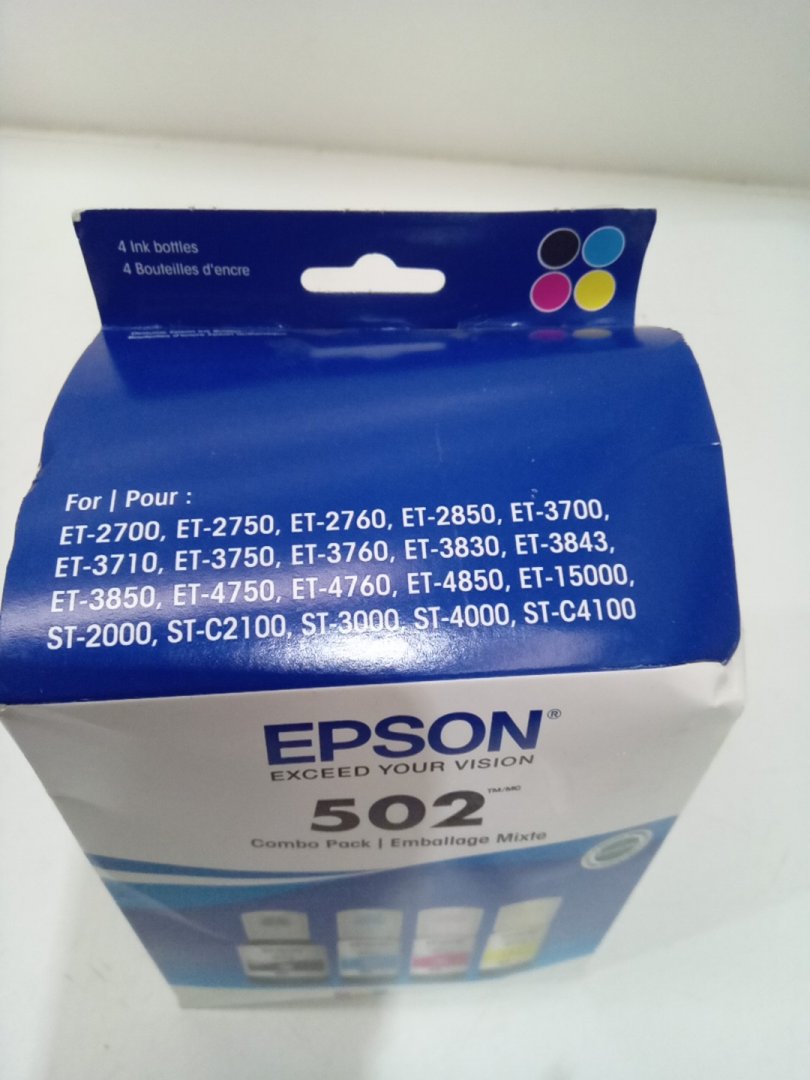 4 Ink bottles
4 Bouteilles d'encre
For | Pour :
ET-2700, ET-2750, ET-2760, ET-2850, ET-3700,
ET-3710, ET-3750, ET-3760, ET-3830, ET-3843,
ET-3850, ET-4750, ET-4760, ET-4850, ET-15000,
ST-2000, ST-C2100, ST-3000, ST-4000, ST-C4100
EPSON®
EXCEED YOUR VISION
502 TM/MC
Combo Pack | Emballage Mixte